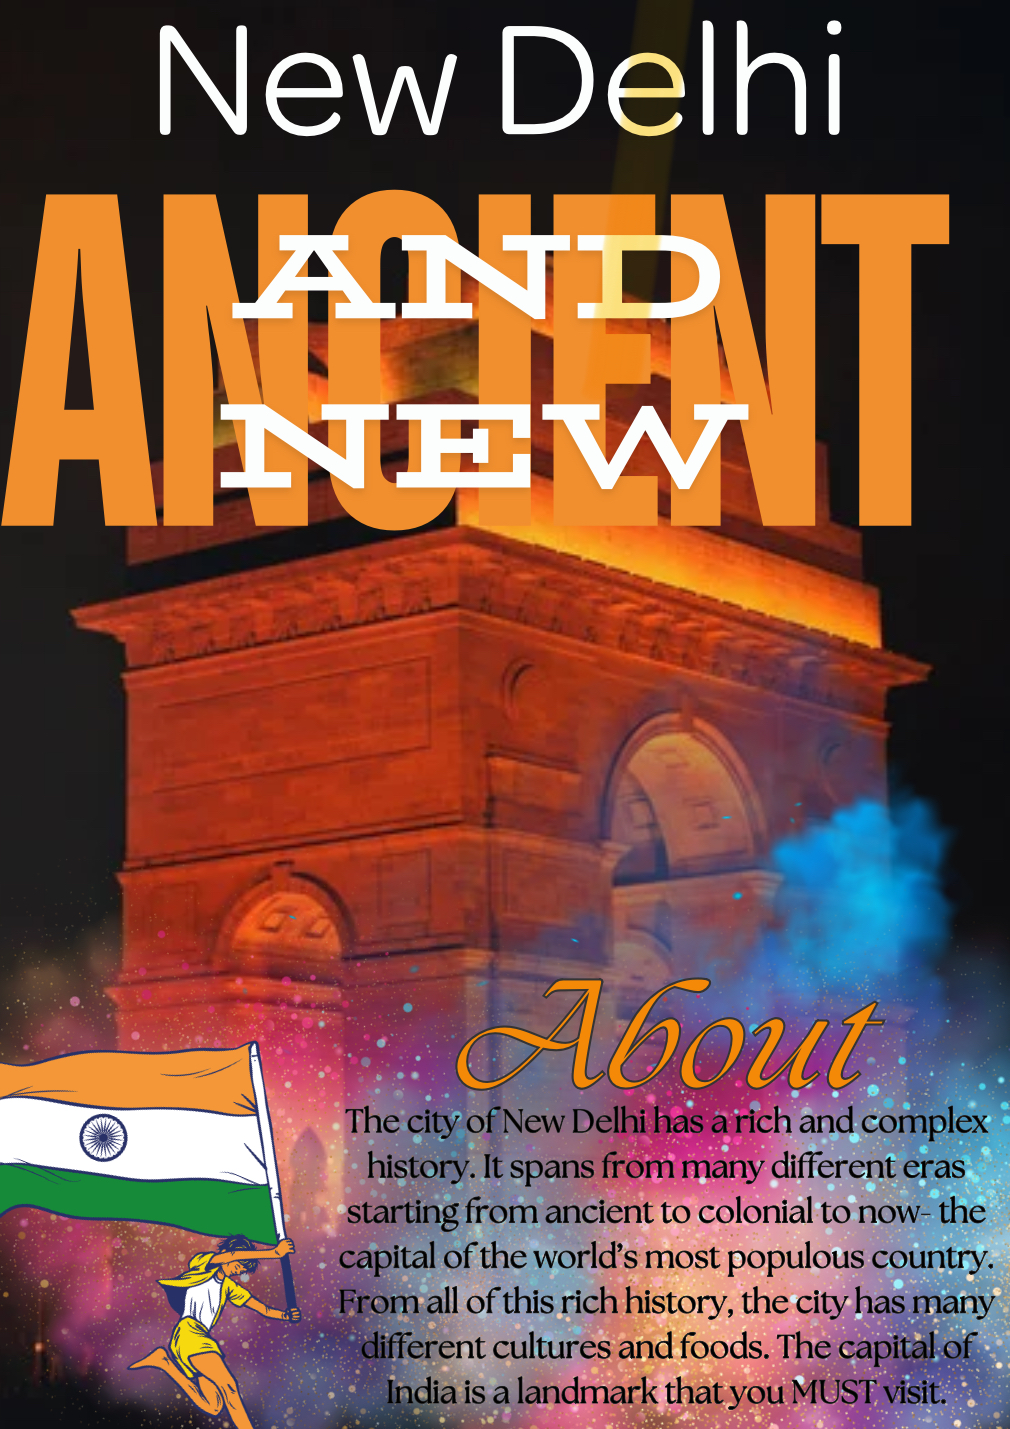 New Delhi
ANCIENT
AND
NEW
About
The city of New Delhi has a rich and complex
history. It spans from many different eras
starting from ancient to colonial to now- the
capital of the world's most populous country.
From all of this rich history, the city has many
different cultures and foods. The capital of
India is a landmark that you MUST visit.